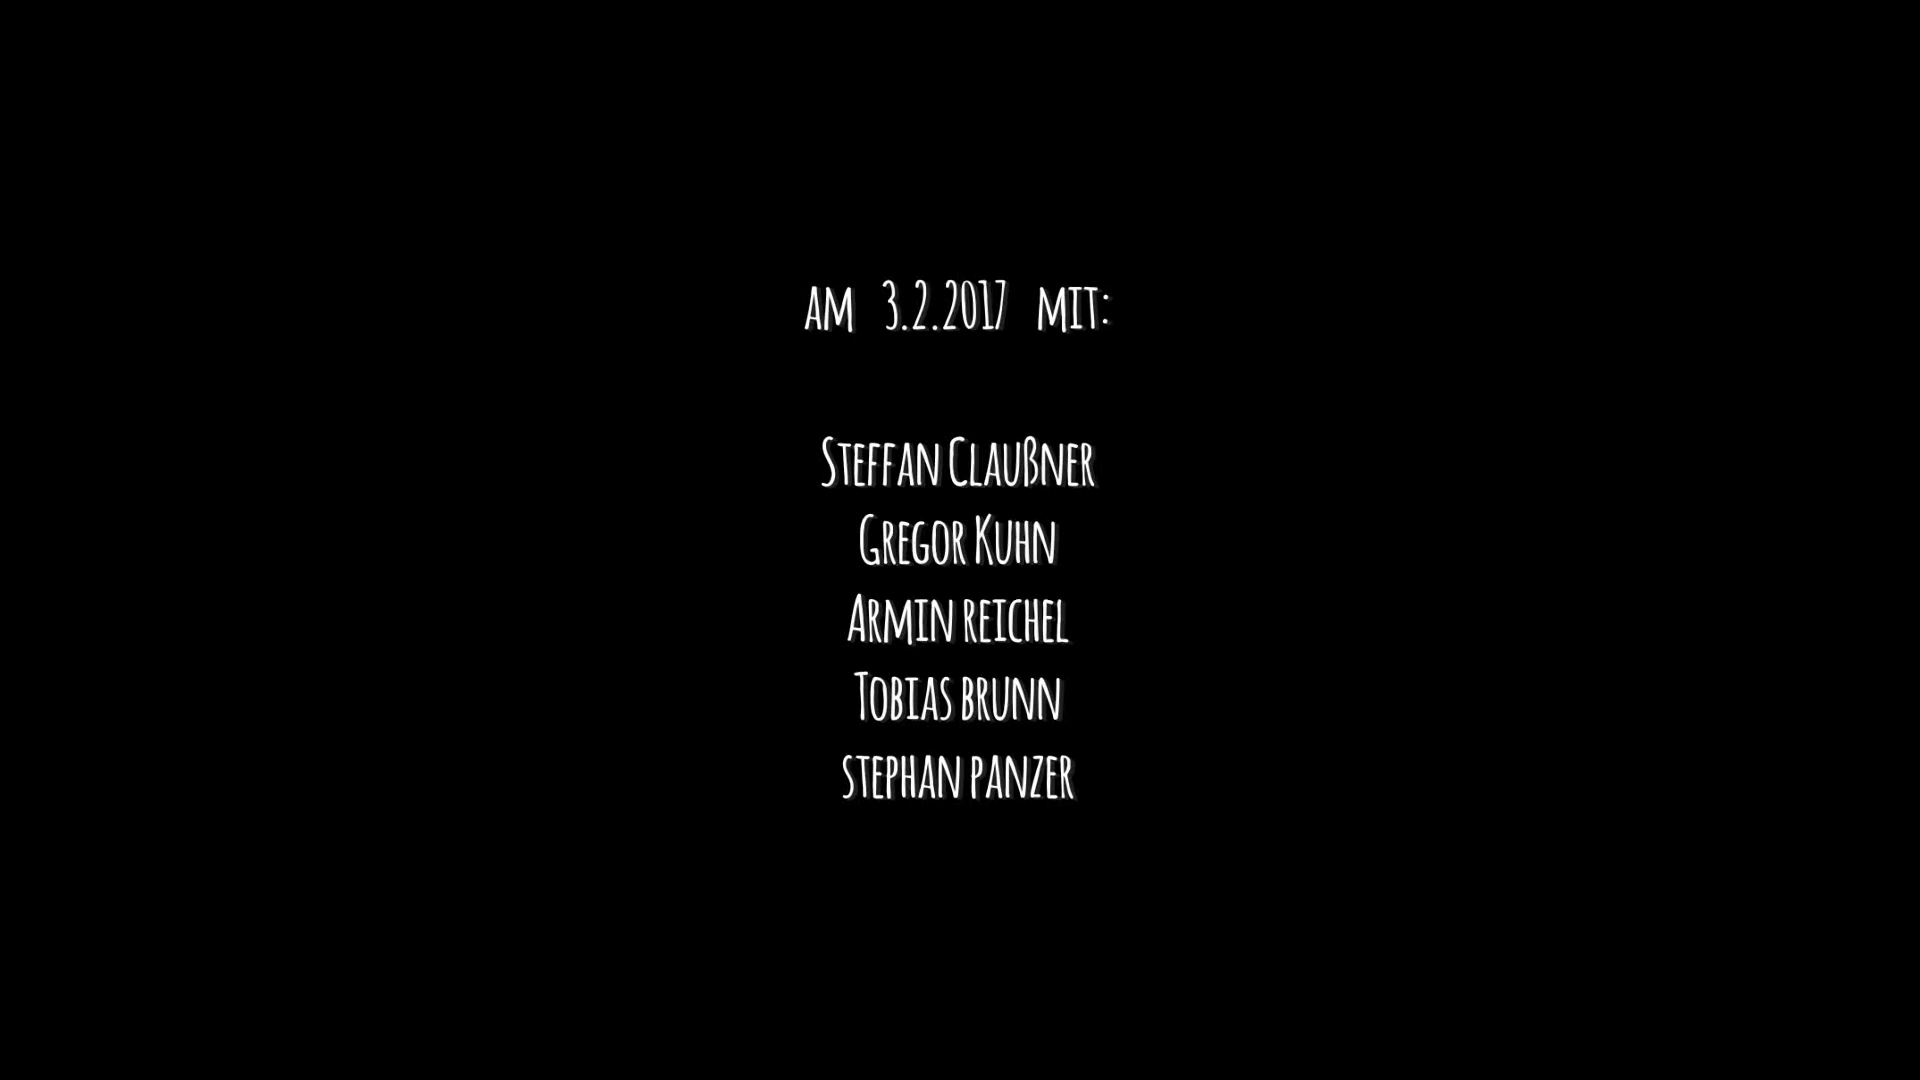 am 3.2.2017 mit:
Steffan Claußner
Gregor Kuhn
Armin reichel
Tobias brunn
stephan panzer